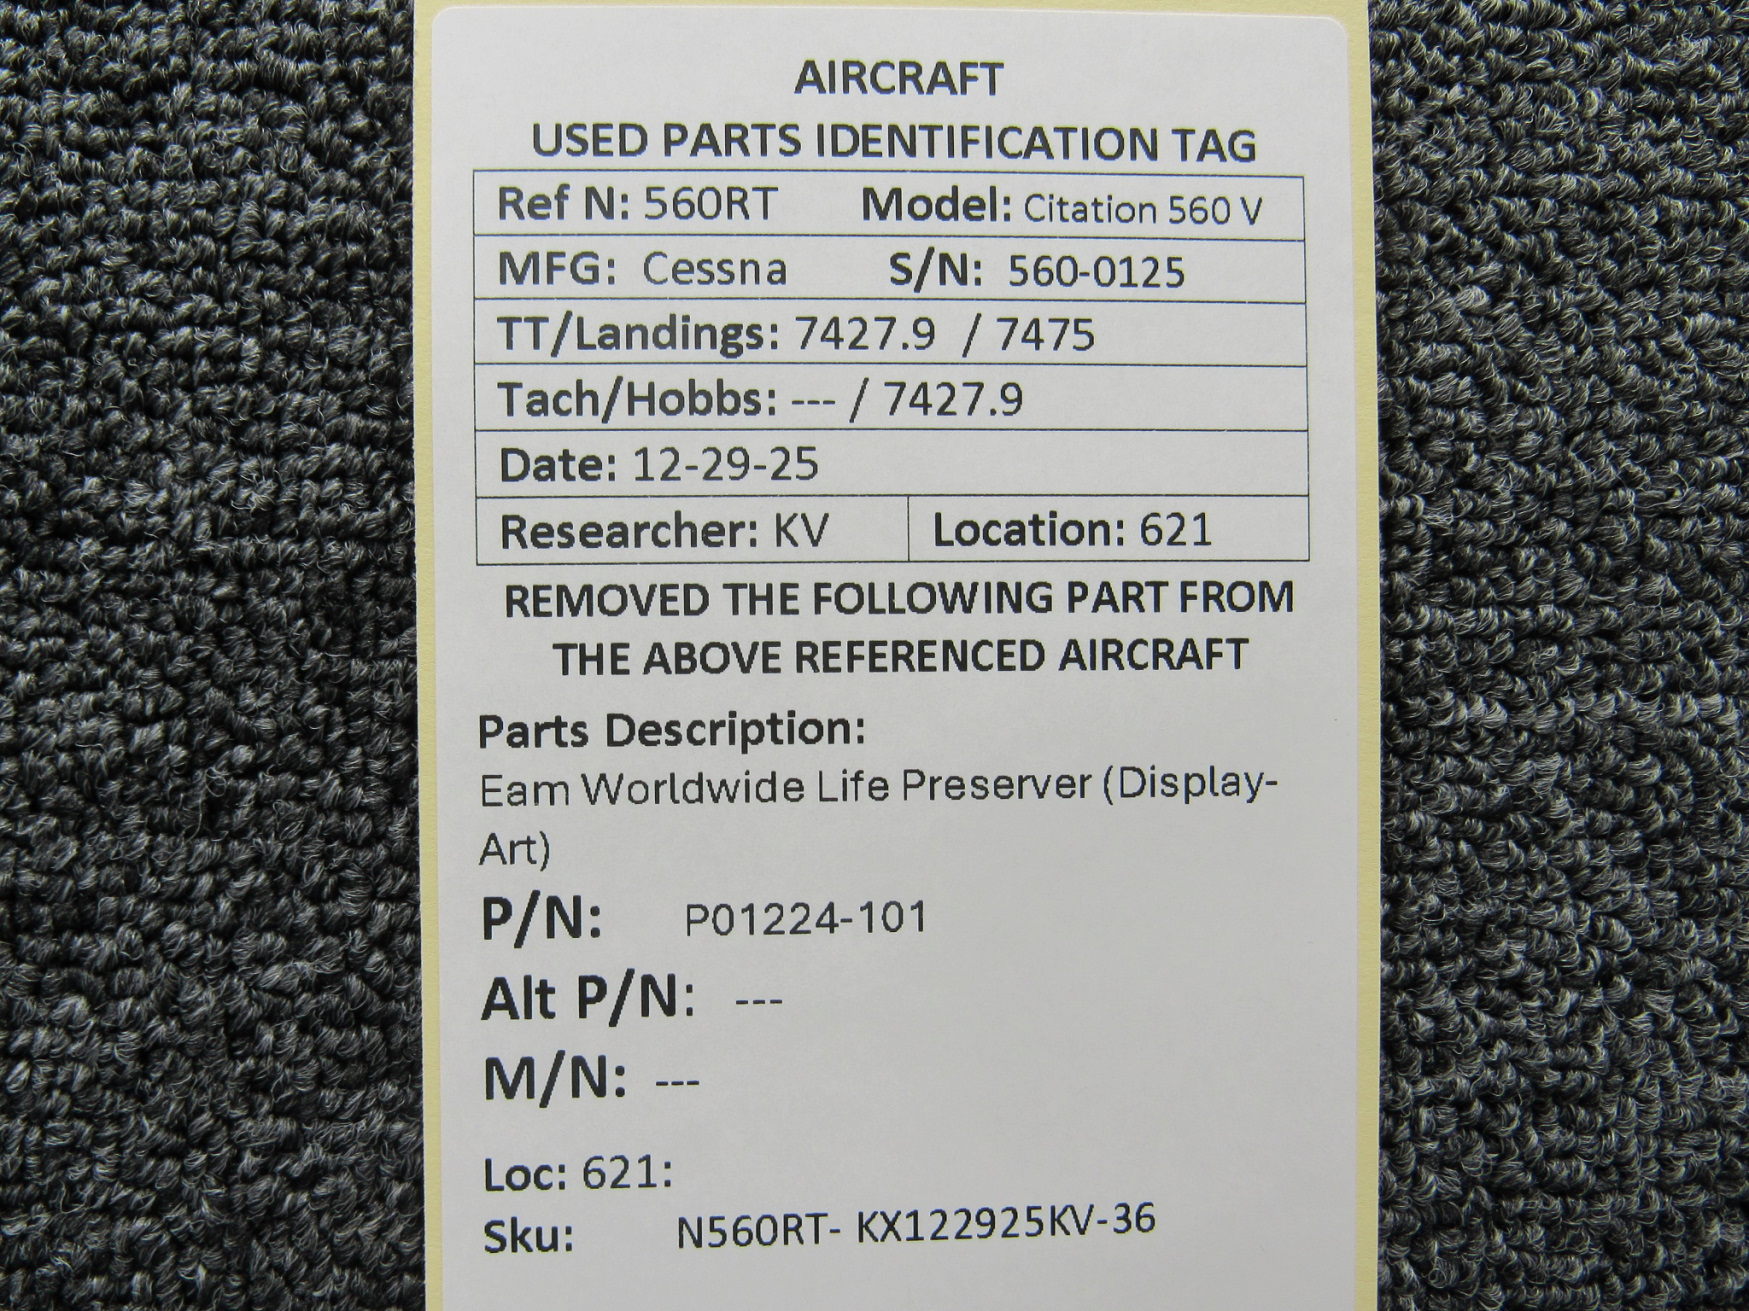 AIRCRAFT
USED PARTS IDENTIFICATION TAG
Ref N: 560RT Model: Citation 560 V
MFG: Cessna S/N: 560-0125
TT/Landings: 7427.9 / 7475
Tach/Hobbs: --- / 7427.9
Date: 12-29-25
Researcher: KV Location: 621
REMOVED THE FOLLOWING PART FROM
THE ABOVE REFERENCED AIRCRAFT
Parts Description:
Eam Worldwide Life Preserver (Display-
Art)
P/N: P01224-101
Alt P/N: ---
M/N: ---
Loc: 621:
Sku: N560RT- KX122925KV-36